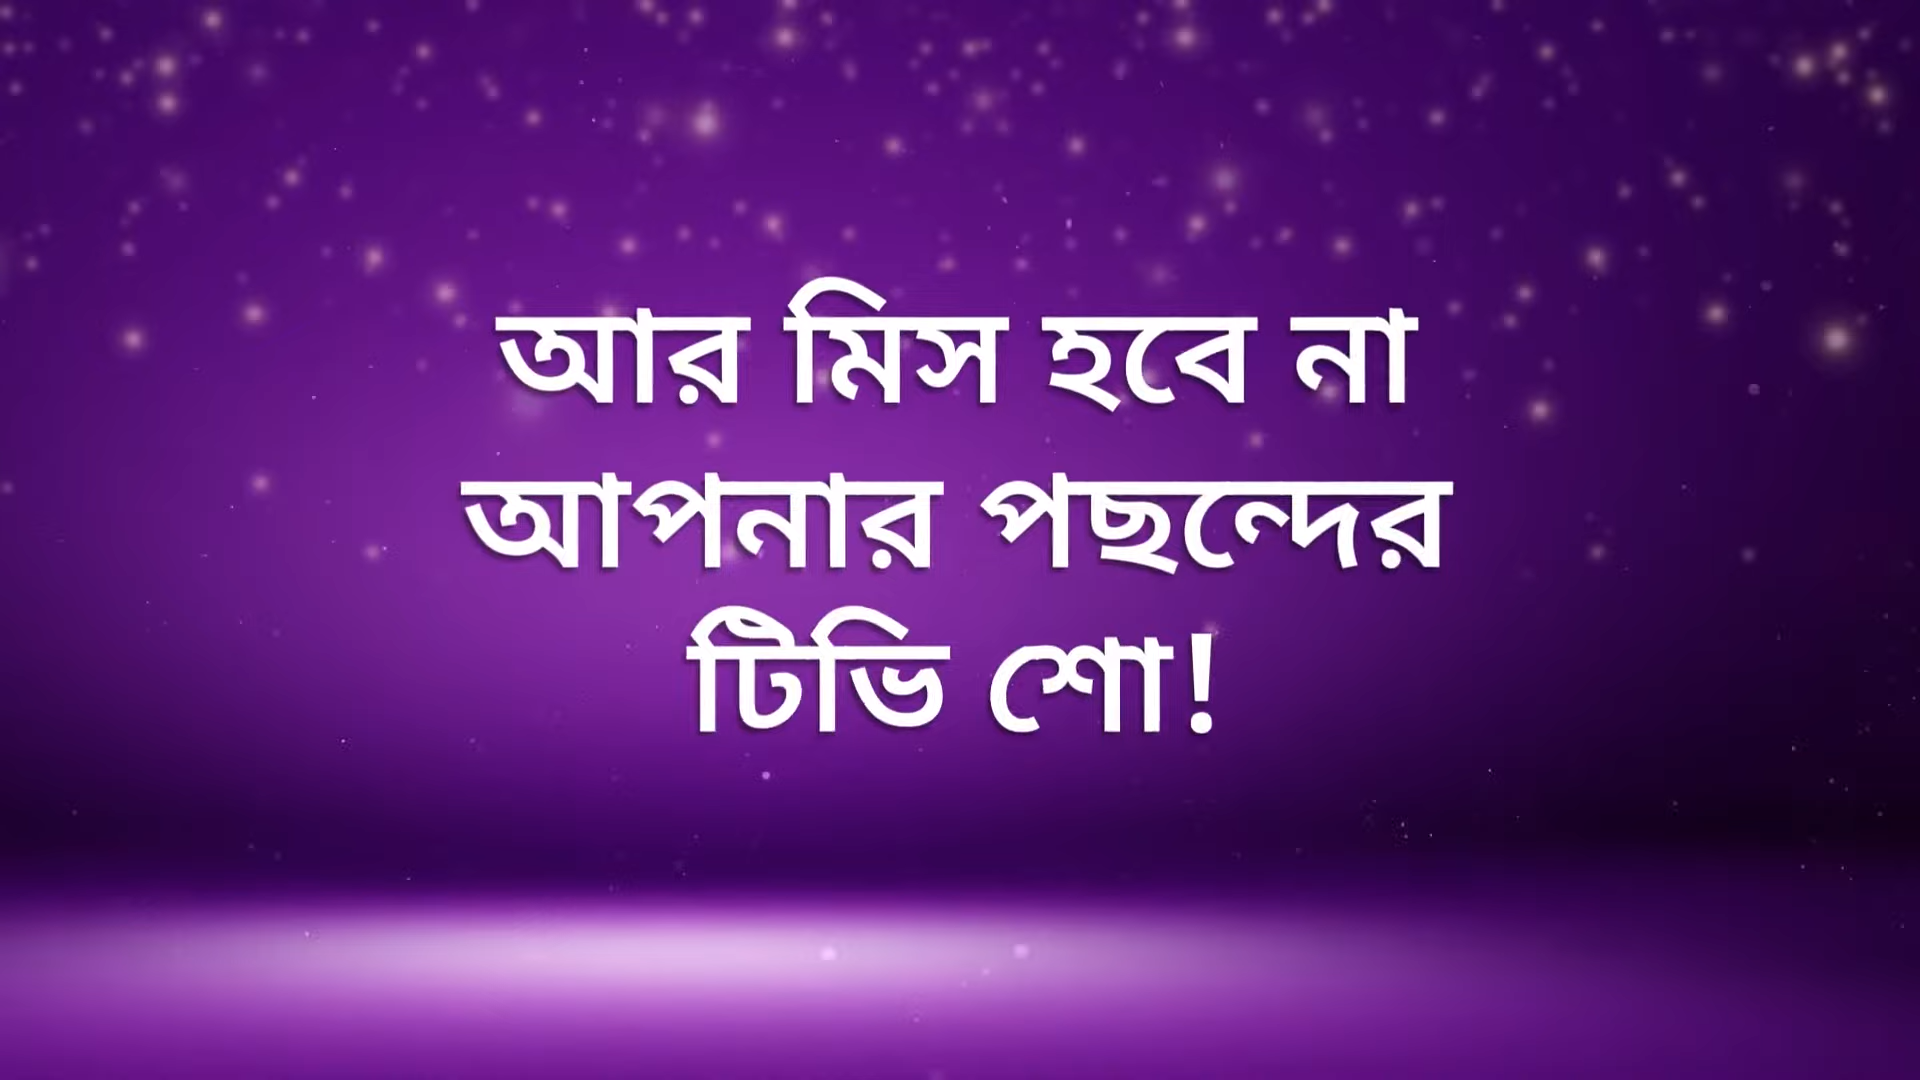 আর মিস হবে না
আপনার পছন্দের
টিভি শো!